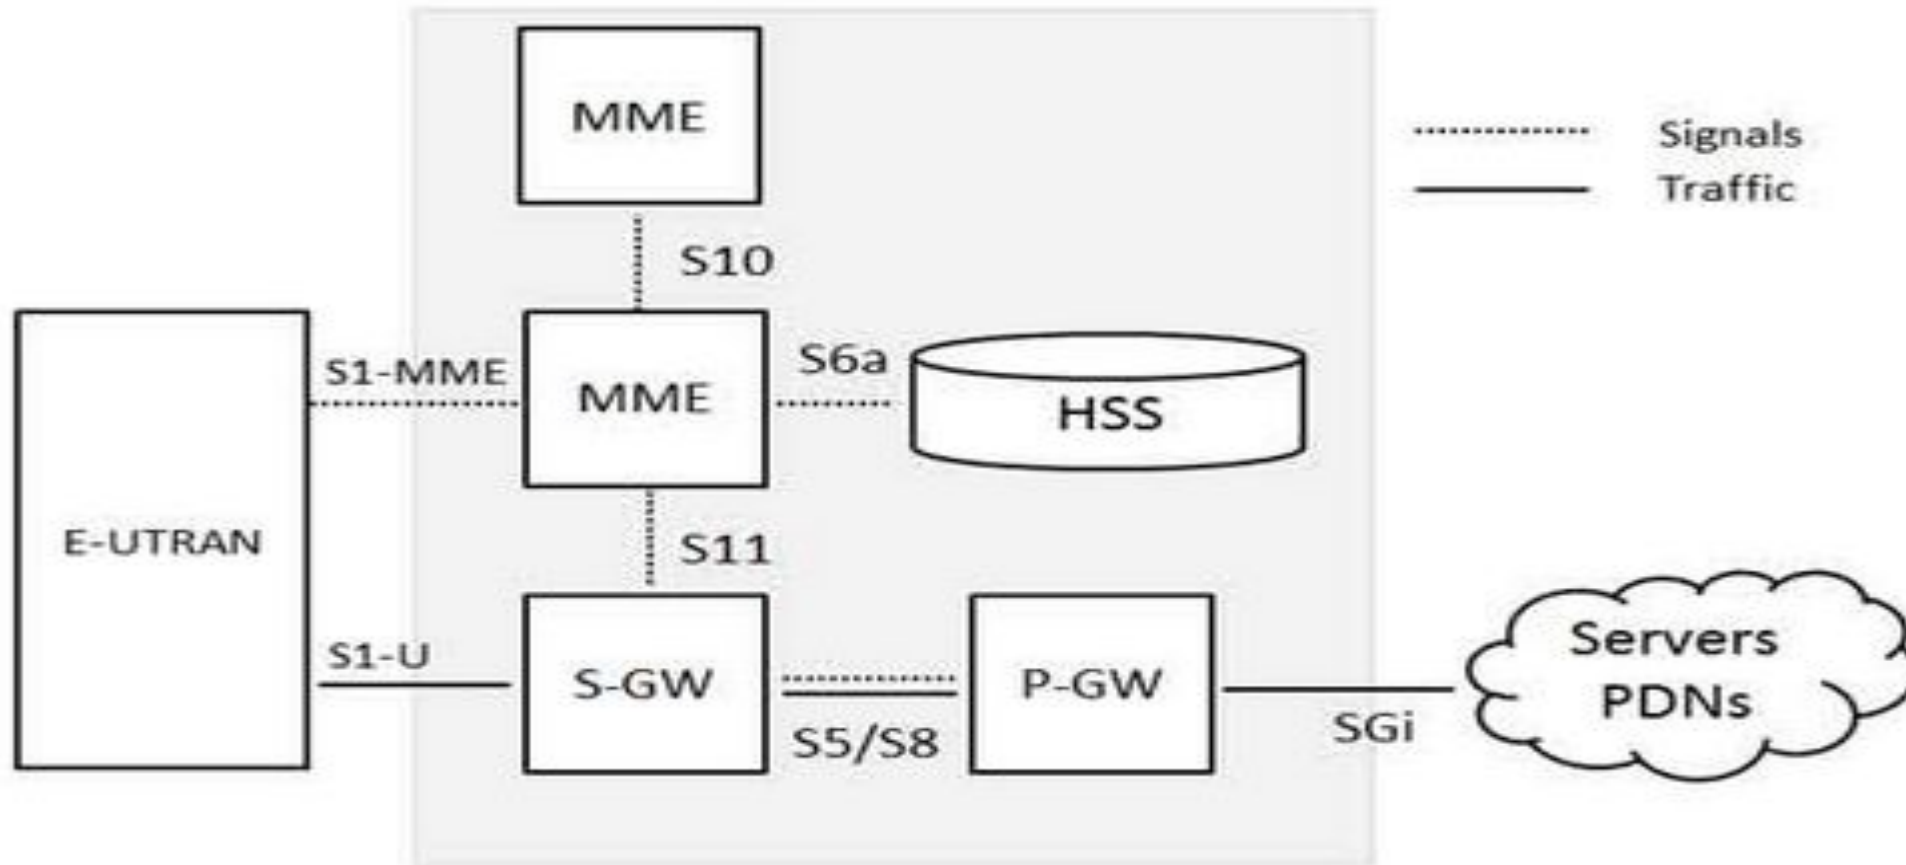 MME
Signals
Traffic
S10
S1-MME
MME
S6a
HSS
E-UTRAN
S11
S1-U
S-GW
S5/S8
P-GW
SGi
Servers
PDNs